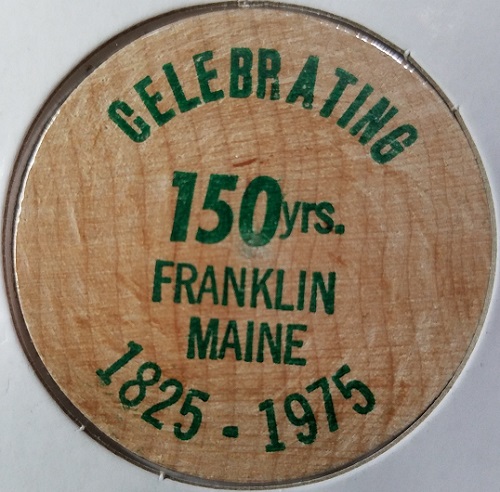 CELEBRATING
150yrs.
FRANKLIN
MAINE
1825 - 1975